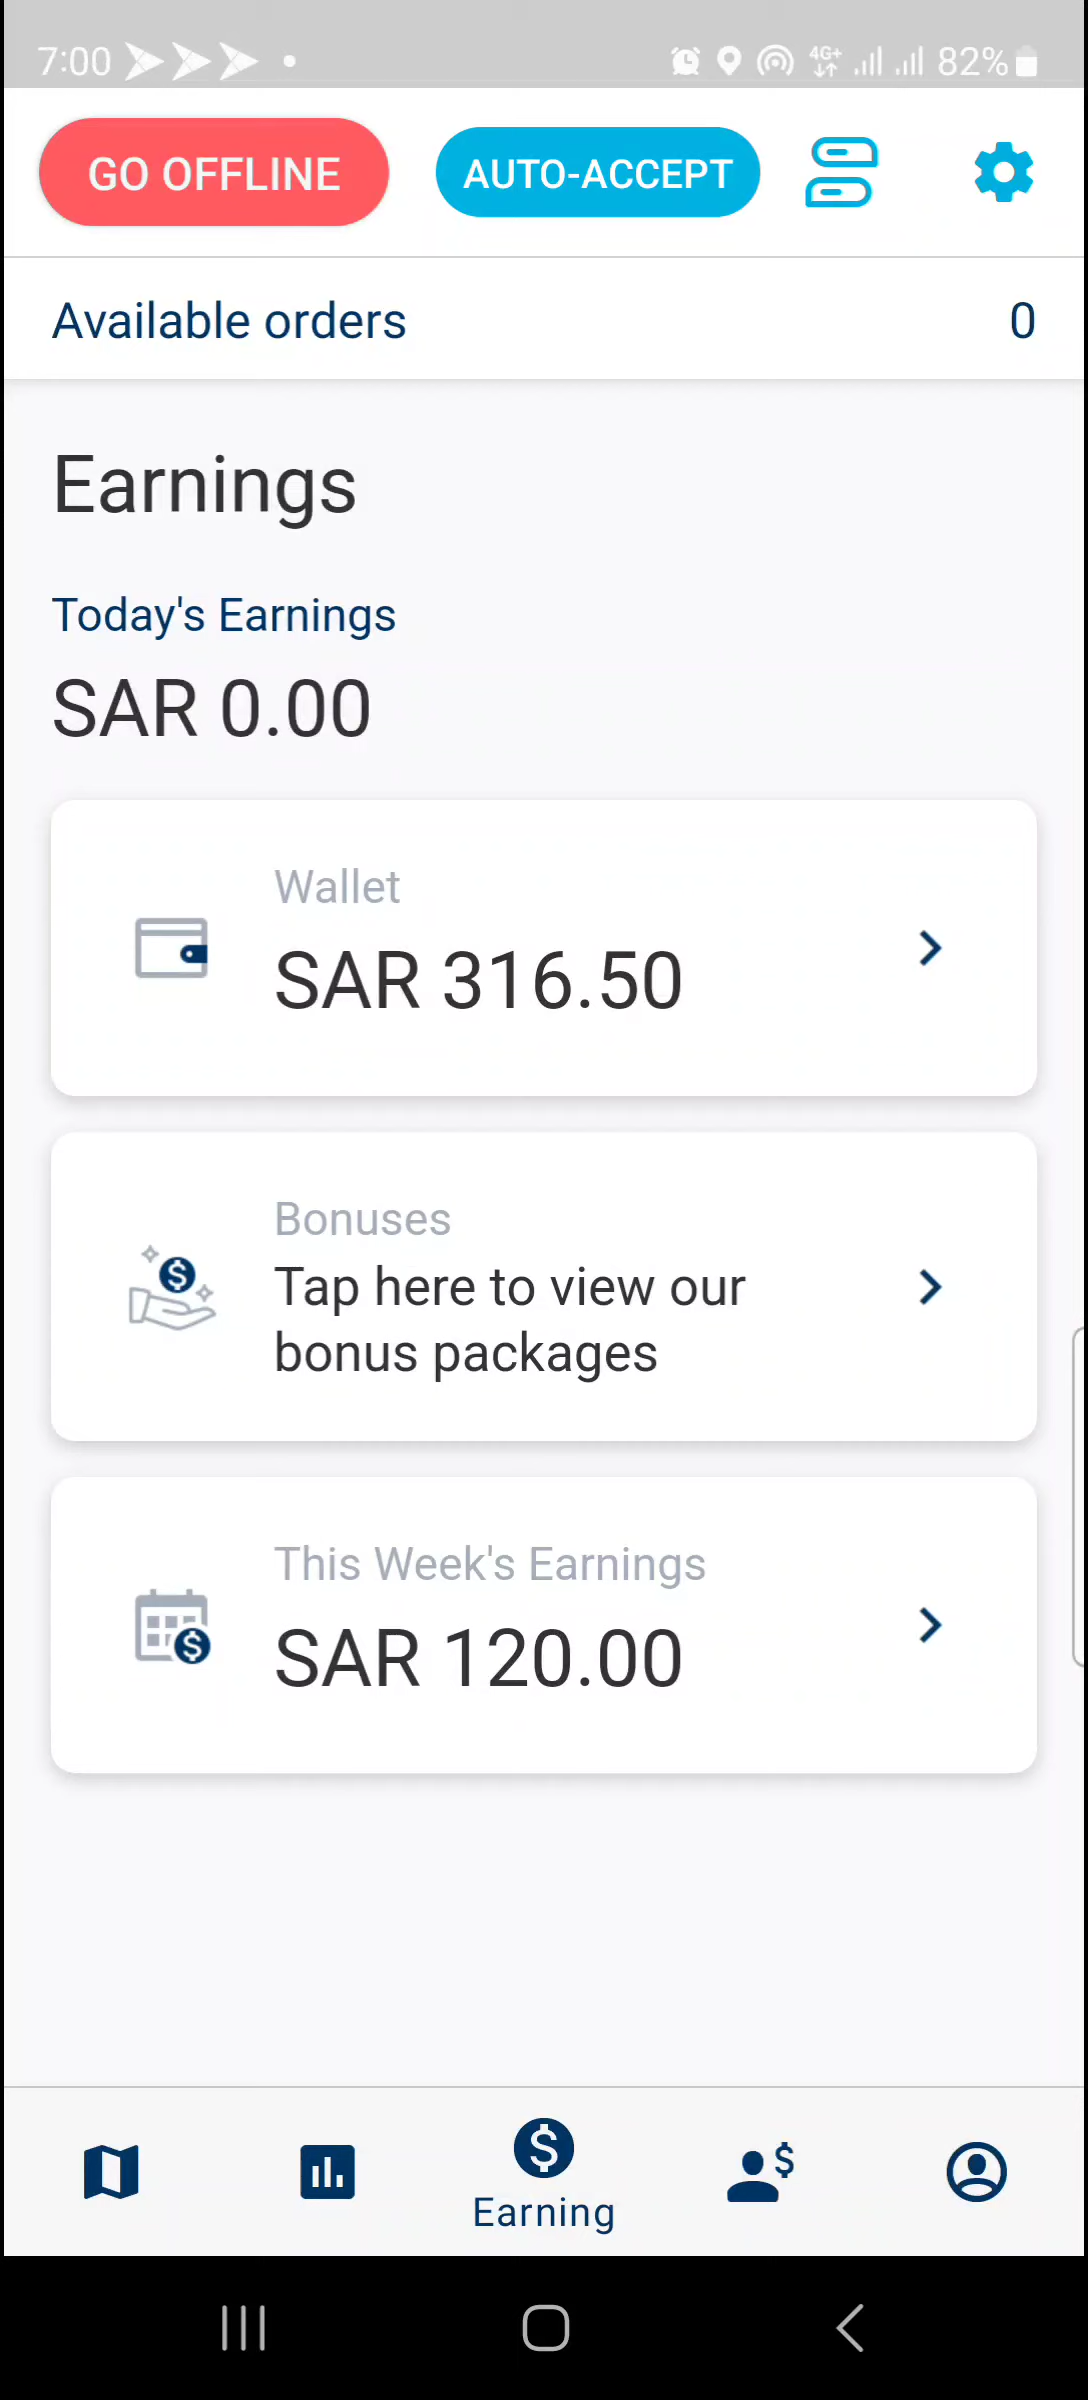 7:00
4G+
82%
GO OFFLINE
AUTO-ACCEPT
Available orders
0
Earnings
Today's Earnings
SAR 0.00
Wallet
SAR 316.50
Bonuses
Tap here to view our
bonus packages
This Week's Earnings
SAR 120.00
Earning